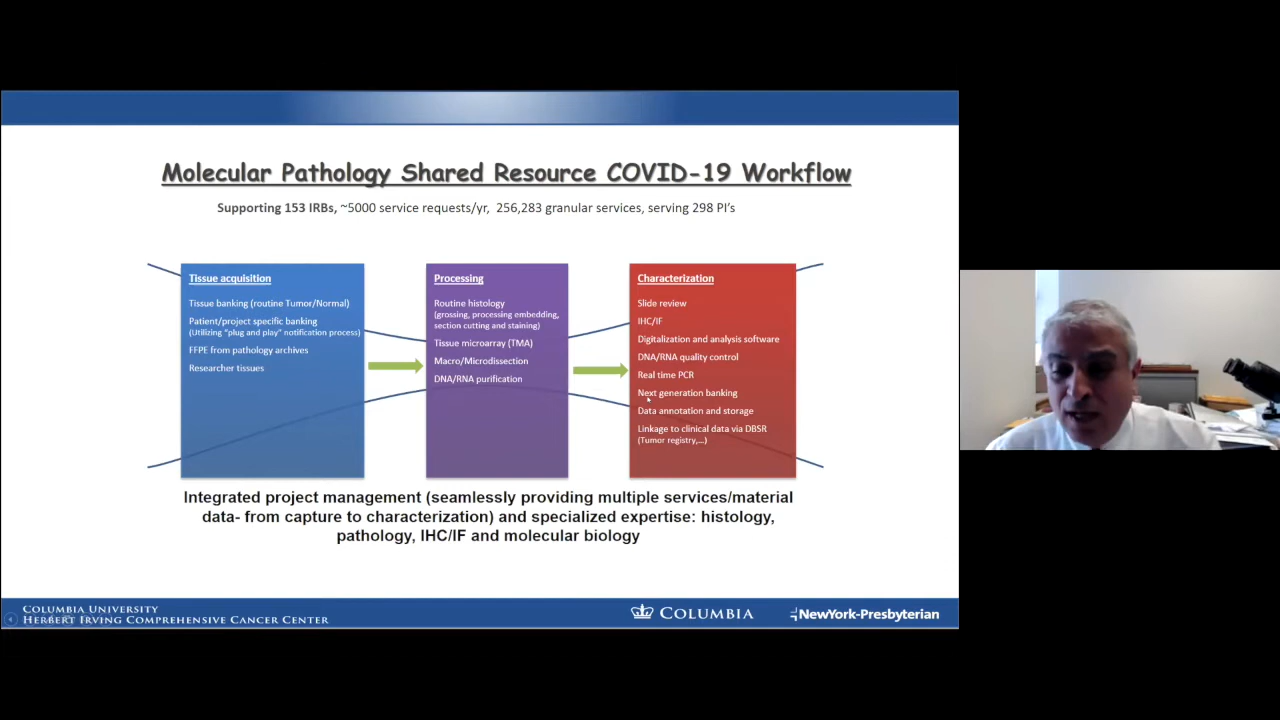 Molecular Pathology Shared Resource COVID-19 Workflow
Supporting 153 IRBs, ~5000 service requests/yr, 256,283 granular services, serving 298 PI's
Tissue acquisition
Tissue banking (routine Tumor/Normal)
Patient/project specific banking
(Utilizing "plug and play" notification process)
FFPE from pathology archives
Researcher tissues
Processing
Routine histology
(grossing, processing embedding,
section cutting and staining)
Tissue microarray (TMA)
Macro/Microdissection
DNA/RNA purification
Characterization
Slide review
IHC/IF
Digitalization and analysis software
DNA/RNA quality control
Real time PCR
Next generation banking
Data annotation and storage
Linkage to clinical data via DBSR
(Tumor registry,...)
Integrated project management (seamlessly providing multiple services/material
data- from capture to characterization) and specialized expertise: histology,
pathology, IHC/IF and molecular biology
COLUMBIA UNIVERSITY
HERBERT IRVING COMPREHENSIVE CANCER CENTER
COLUMBIA
NewYork-Presbyterian